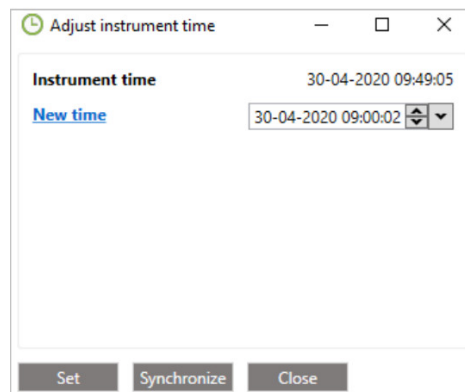 Adjust instrument time
Instrument time 30-04-2020 09:49:05
New time 30-04-2020 09:00:02
Set Synchronize Close